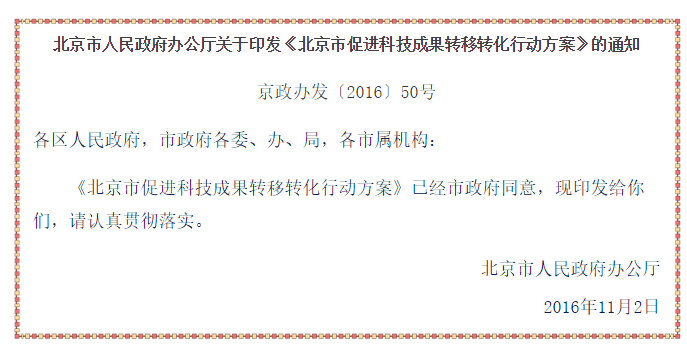 北京市人民政府办公厅关于印发《北京市促进科技成果转移转化行动方案》的通知
京政办发〔2016〕50号
各区人民政府，市政府各委、办、局，各市属机构：
《北京市促进科技成果转移转化行动方案》已经市政府同意，现印发给你
们，请认真贯彻落实。
北京市人民政府办公厅
2016年11月2日